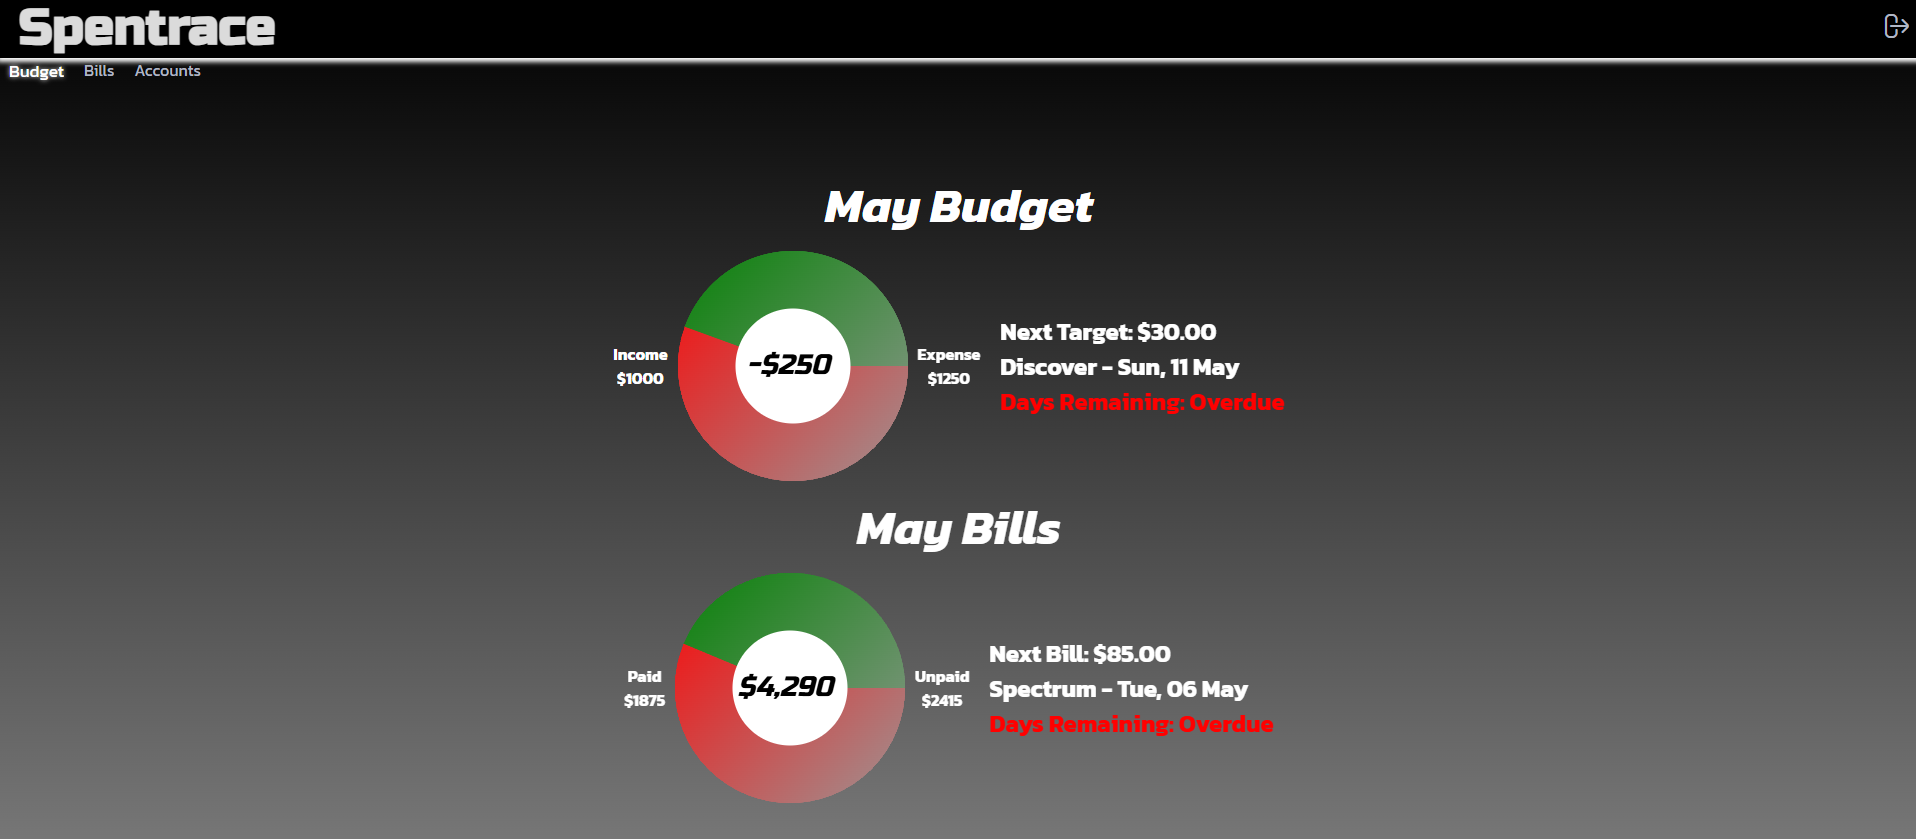 Spentrace
Budget Bills Accounts
May Budget
Income
$1000
-$250
Expense
$1250
Next Target: $30.00
Discover - Sun, 11 May
Days Remaining: Overdue
May Bills
Paid
$1875
$4,290
Unpaid
$2415
Next Bill: $85.00
Spectrum - Tue, 06 May
Days Remaining: Overdue